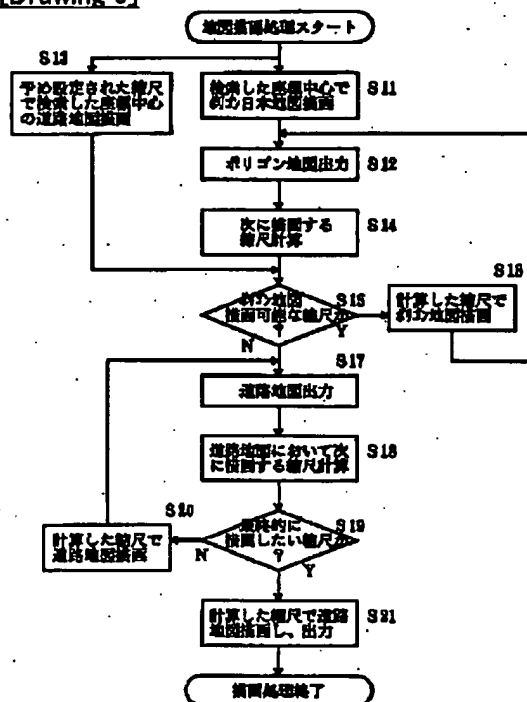 [Drawing 6]
地図描画処理スタート
S13
予め設定された縮尺
で検索した座標中心
の道路地図描画
検索した座標中心で
ポリゴン日本地図描画
S11
ポリゴン地図出力
S12
次に描画する
縮尺計算
S14
ポリゴン地図
描画可能な縮尺か
?
S15
Y
N
計算した縮尺で
ポリゴン地図描画
S17
道路地図出力
道路地図において次
に描画する縮尺計算
S18
S20
計算した縮尺で
道路地図描画
最終的に
描画したい縮尺か
?
S19
N
Y
計算した縮尺で道路
地図描画し、出力
S21
描画処理終了